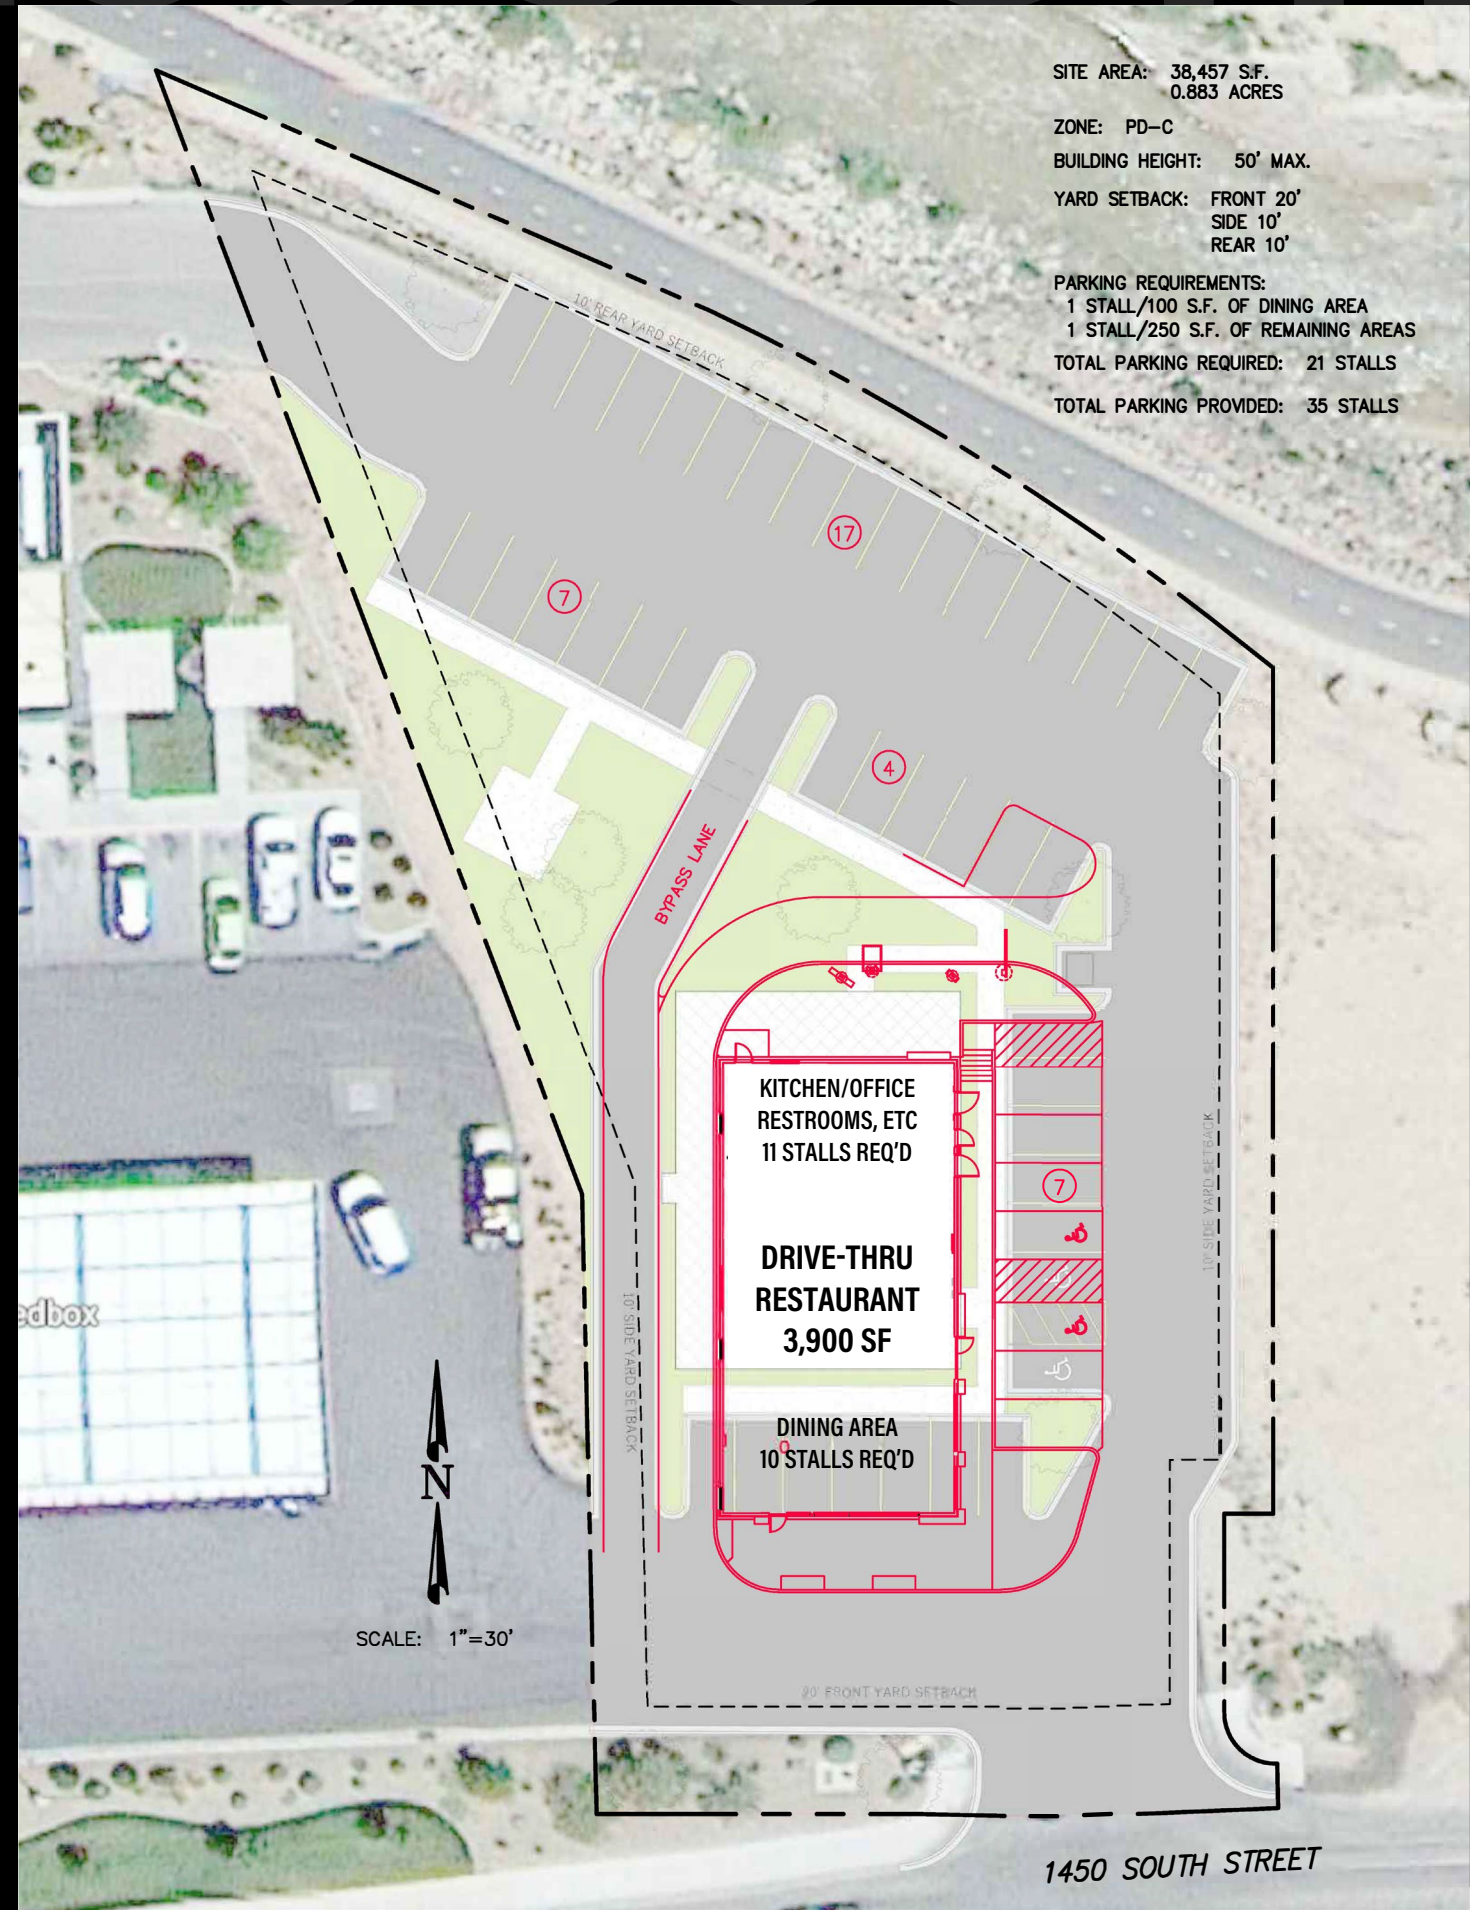 SITE AREA: 38,457 S.F.
0.883 ACRES
ZONE: PD-C
BUILDING HEIGHT: 50' MAX.
YARD SETBACK: FRONT 20'
SIDE 10'
REAR 10'
PARKING REQUIREMENTS:
1 STALL/100 S.F. OF DINING AREA
1 STALL/250 S.F. OF REMAINING AREAS
TOTAL PARKING REQUIRED: 21 STALLS
TOTAL PARKING PROVIDED: 35 STALLS
10' REAR YARD SETBACK
17
7
4
BYPASS LANE
KITCHEN/OFFICE
RESTROOMS, ETC
11 STALLS REQ'D
7
10' SIDE YARD SETBACK
DRIVE-THRU
RESTAURANT
3,900 SF
edbox
10' SIDE YARD SETBACK
DINING AREA
10 STALLS REQ'D
N
SCALE: 1"=30'
20' FRONT YARD SETBACK
1450 SOUTH STREET